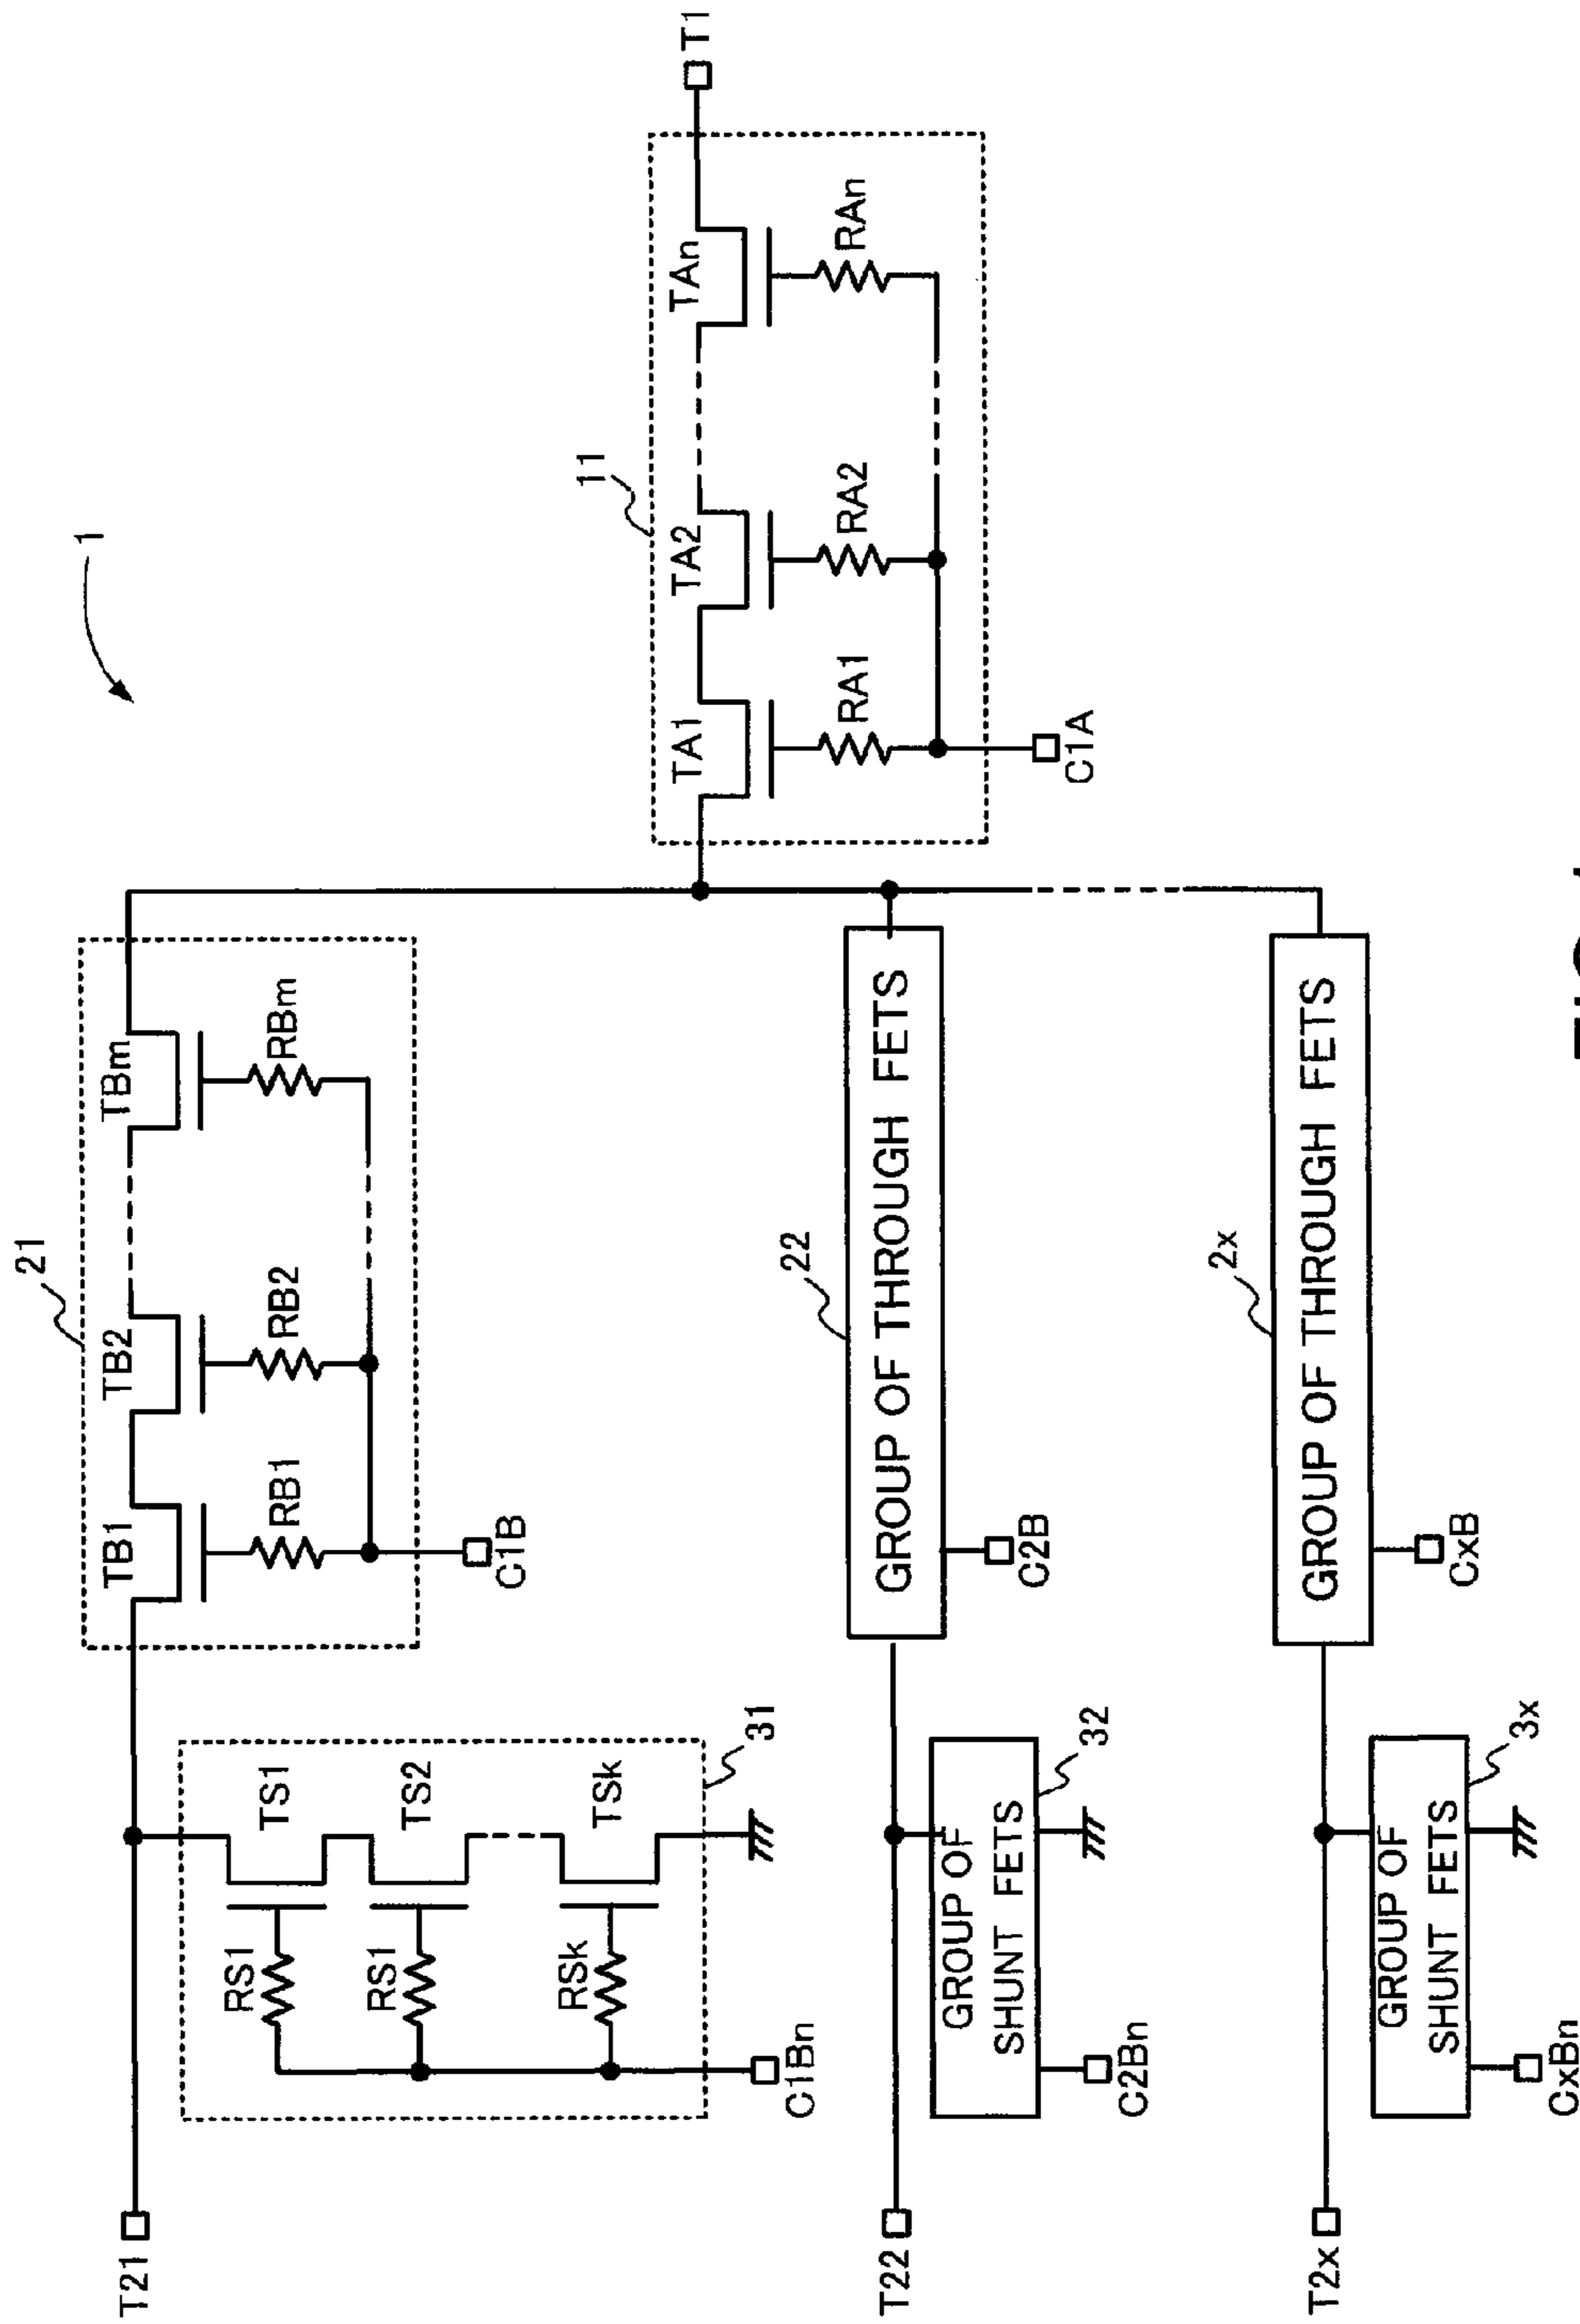 21
1
T21
TB1
TB2
TBm
RS1
TS1
RB1
RB2
RBm
RS1
TS2
C1B
RSk
TSk
11
TA1
TA2
TAn
T1
31
C1Bn
22
RA1
RA2
RAn
T22
GROUP OF THROUGH FETS
GROUP OF
SHUNT FETS
C2B
C1A
32
C2Bn
2x
T2x
GROUP OF THROUGH FETS
GROUP OF
SHUNT FETS
CxB
3x
CxBn